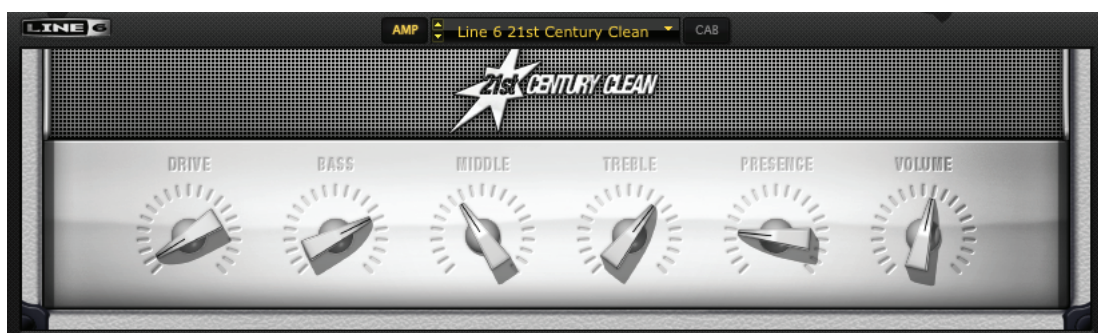 LINE 6
AMP
Line 6 21st Century Clean
CAB
21st CENTURY CLEAN
DRIVE
BASS
MIDDLE
TREBLE
PRESENCE
VOLUME